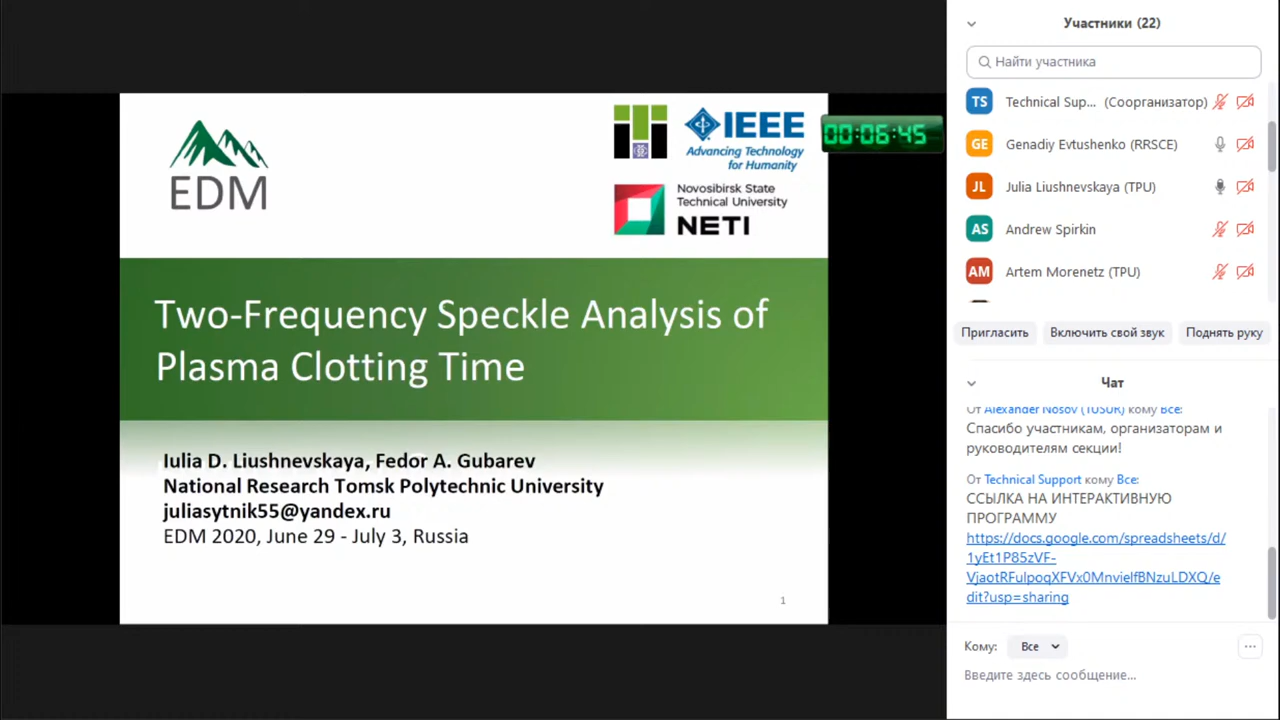 EDM
IEEE
Advancing Technology
for Humanity
Novosibirsk State
Technical University
NETI
00:06:45
Two-Frequency Speckle Analysis of
Plasma Clotting Time
Iulia D. Liushnevskaya, Fedor A. Gubarev
National Research Tomsk Polytechnic University
juliasytnik55@yandex.ru
EDM 2020, June 29 - July 3, Russia
1
Участники (22)
Найти участника
TS Technical Sup... (Соорганизатор)
GE Genadiy Evtushenko (RRSCE)
JL Julia Liushnevskaya (TPU)
AS Andrew Spirkin
AM Artem Morenetz (TPU)
Пригласить Включить свой звук Поднять руку
Чат
От Alexander Nosov (TUSUR) кому Все:
Спасибо участникам, организаторам и
руководителям секции!
От Technical Support кому Все:
ССЫЛКА НА ИНТЕРАКТИВНУЮ
ПРОГРАММУ
https://docs.google.com/spreadsheets/d/
1yEt1P85zVF-
VjaotRFulpoqXFVx0MnvielfBNzuLDXQ/e
dit?usp=sharing
Кому: Все
Введите здесь сообщение...